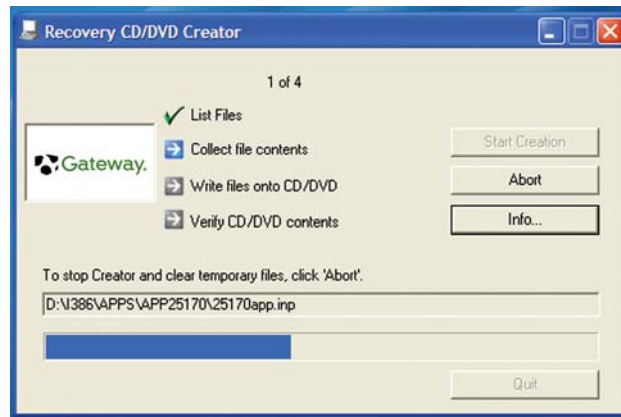 Recovery CD/DVD Creator
1 of 4
List Files
Collect file contents
Write files onto CD/DVD
Verify CD/DVD contents
Gateway.
Start Creation
Abort
Info...
To stop Creator and clear temporary files, click 'Abort'.
D:\I386\APPS\APP25170\25170app.inp
Quit